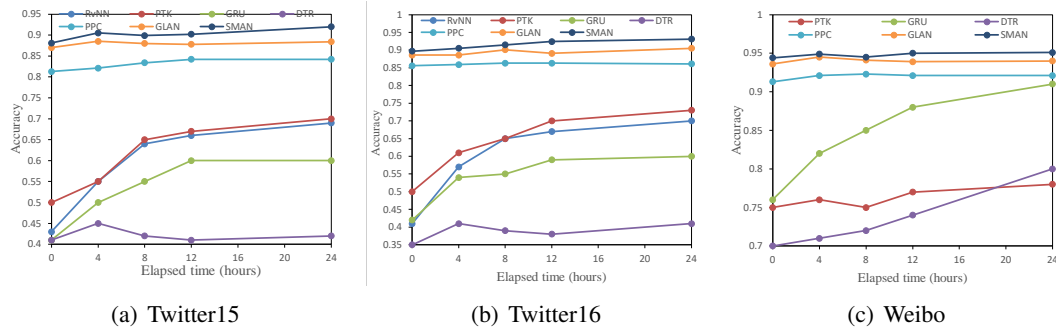 RvNN PTK GRU DTR
PPC GLAN SMAN
Accuracy
0.95
0.9
0.85
0.8
0.75
0.7
0.65
0.6
0.55
0.5
0.45
0.4
0 4 8 12 16 20 24
Elapsed time (hours)
(a) Twitter15
RvNN PTK GRU DTR
PPC GLAN SMAN
Accuracy
1
0.95
0.9
0.85
0.8
0.75
0.7
0.65
0.6
0.55
0.5
0.45
0.4
0.35
0 4 8 12 16 20 24
Elapsed time (hours)
(b) Twitter16
PTK GRU DTR
PPC GLAN SMAN
Accuracy
1
0.95
0.9
0.85
0.8
0.75
0.7
0 4 8 12 16 20 24
Elapsed time (hours)
(c) Weibo